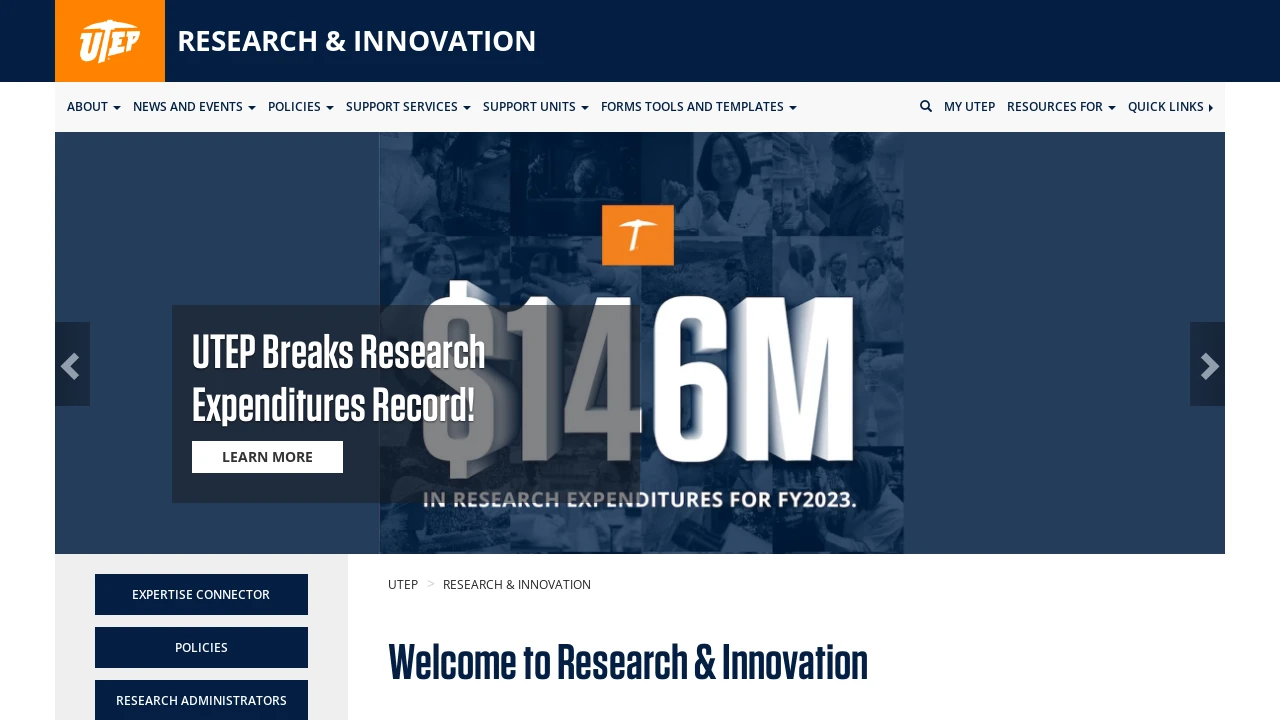 UTEP
RESEARCH & INNOVATION
ABOUT
NEWS AND EVENTS
POLICIES
SUPPORT SERVICES
SUPPORT UNITS
FORMS TOOLS AND TEMPLATES
MY UTEP
RESOURCES FOR
QUICK LINKS
$146M
IN RESEARCH EXPENDITURES FOR FY2023.
UTEP Breaks Research
Expenditures Record!
LEARN MORE
EXPERTISE CONNECTOR
POLICIES
RESEARCH ADMINISTRATORS
UTEP > RESEARCH & INNOVATION
Welcome to Research & Innovation